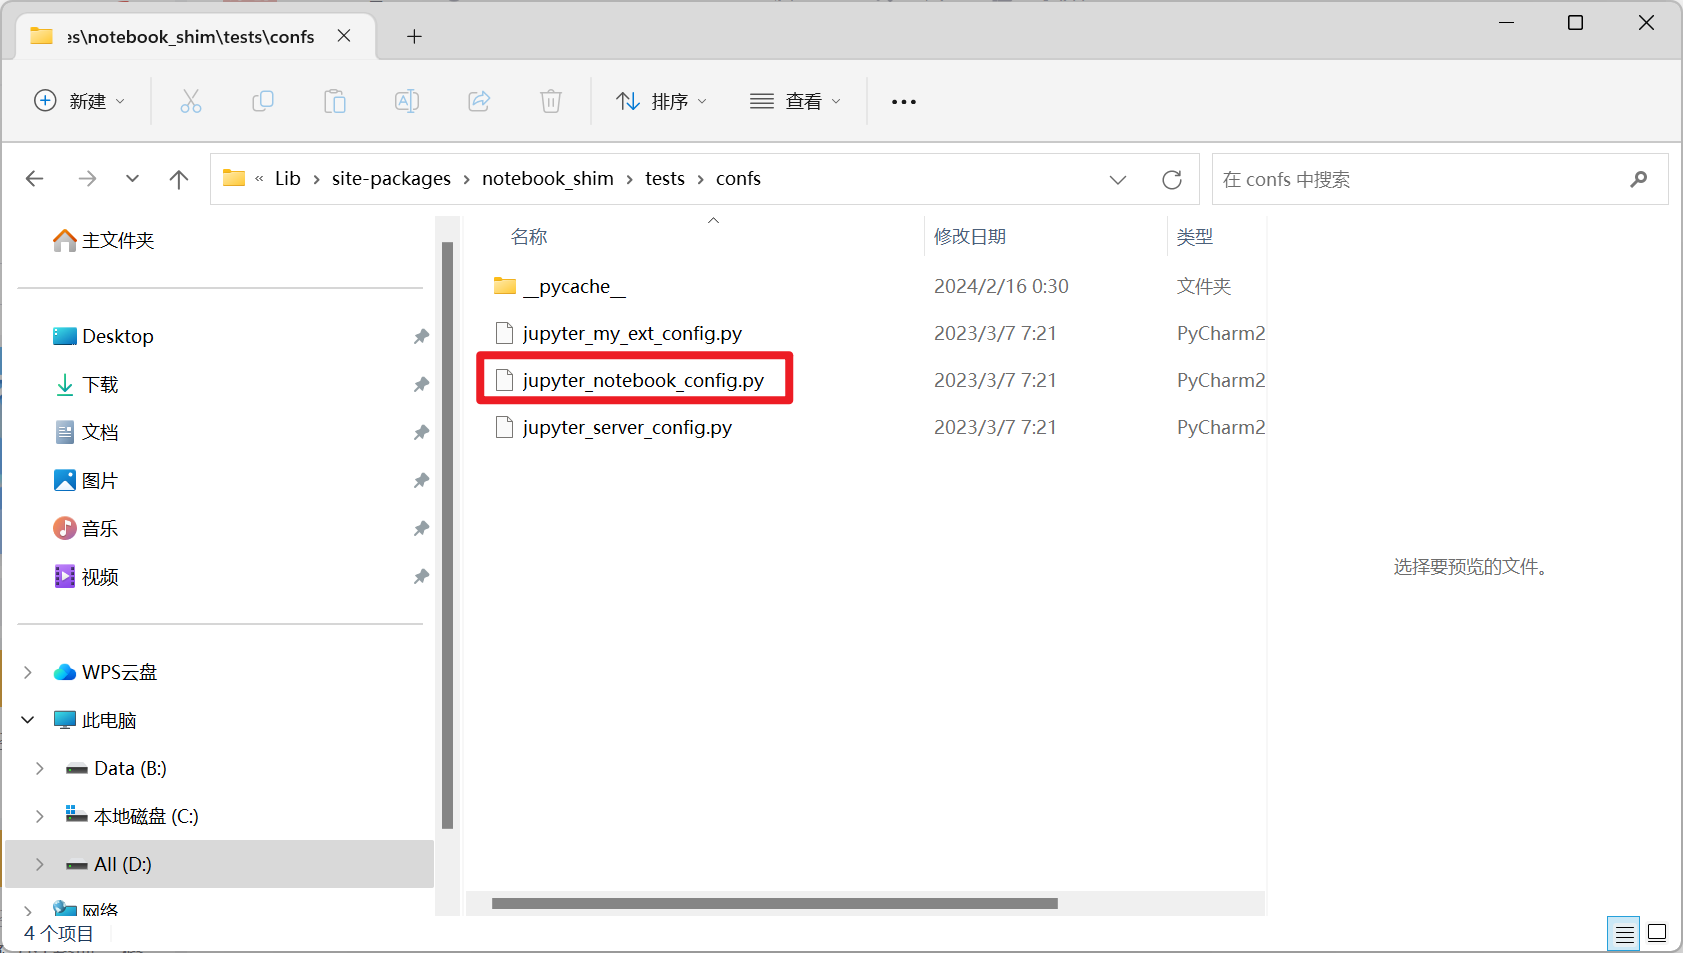 es\notebook_shim\tests\confs
新建
排序
查看
« Lib > site-packages > notebook_shim > tests > confs
在 confs 中搜索
主文件夹
Desktop
下载
文档
图片
音乐
视频
WPS云盘
此电脑
Data (B:)
本地磁盘 (C:)
All (D:)
网络
名称 修改日期 类型
__pycache__ 2024/2/16 0:30 文件夹
jupyter_my_ext_config.py 2023/3/7 7:21 PyCharm2
jupyter_notebook_config.py 2023/3/7 7:21 PyCharm2
jupyter_server_config.py 2023/3/7 7:21 PyCharm2
选择要预览的文件。
4 个项目